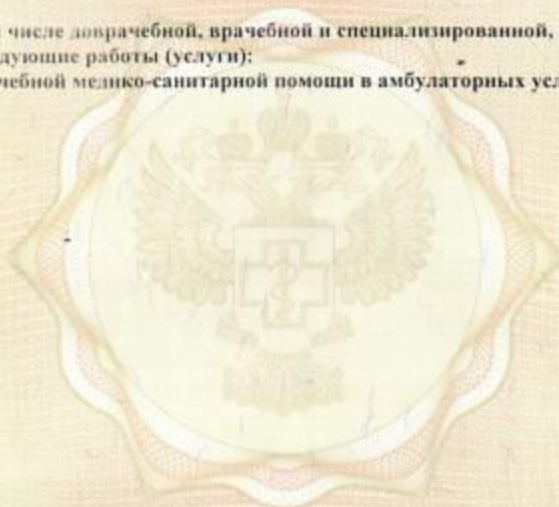 числе доврачебной, врачебной и специализированной,
дующие работы (услуги):
чебной медико-санитарной помощи в амбулаторных усл